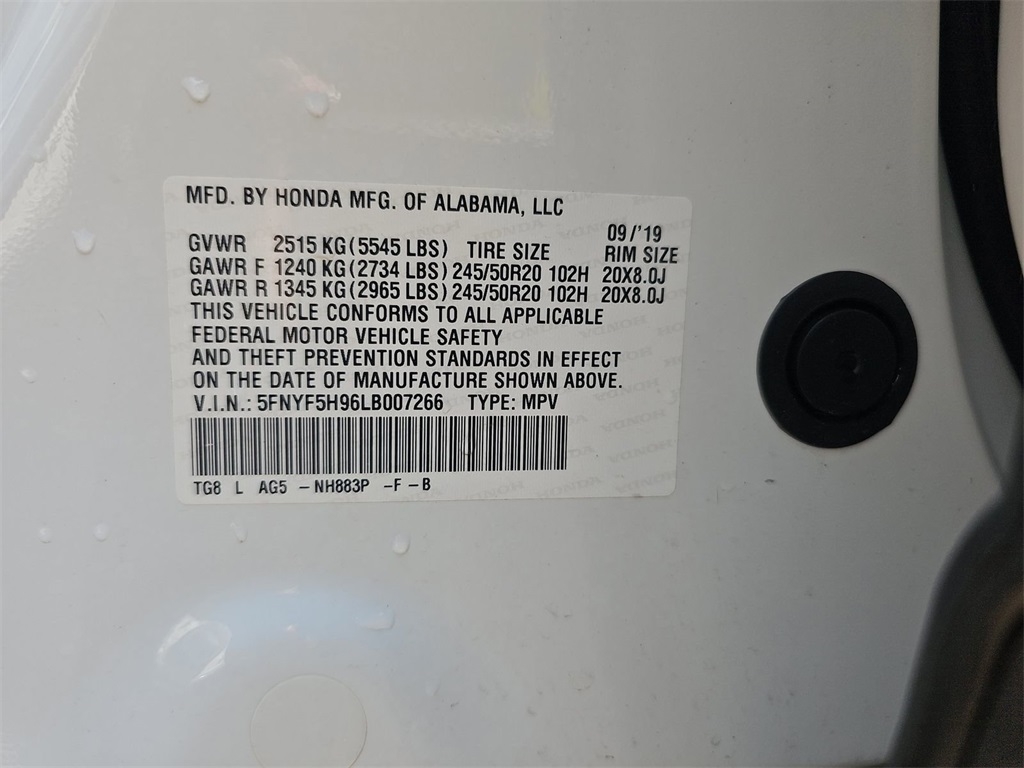 MFD. BY HONDA MFG. OF ALABAMA, LLC
09/'19
GVWR 2515 KG (5545 LBS) TIRE SIZE RIM SIZE
GAWR F 1240 KG (2734 LBS) 245/50R20 102H 20X8.0J
GAWR R 1345 KG (2965 LBS) 245/50R20 102H 20X8.0J
THIS VEHICLE CONFORMS TO ALL APPLICABLE
FEDERAL MOTOR VEHICLE SAFETY
AND THEFT PREVENTION STANDARDS IN EFFECT
ON THE DATE OF MANUFACTURE SHOWN ABOVE.
V.I.N.: 5FNYF5H96LB007266 TYPE: MPV
TG8 L AG5 -NH883P -F -B